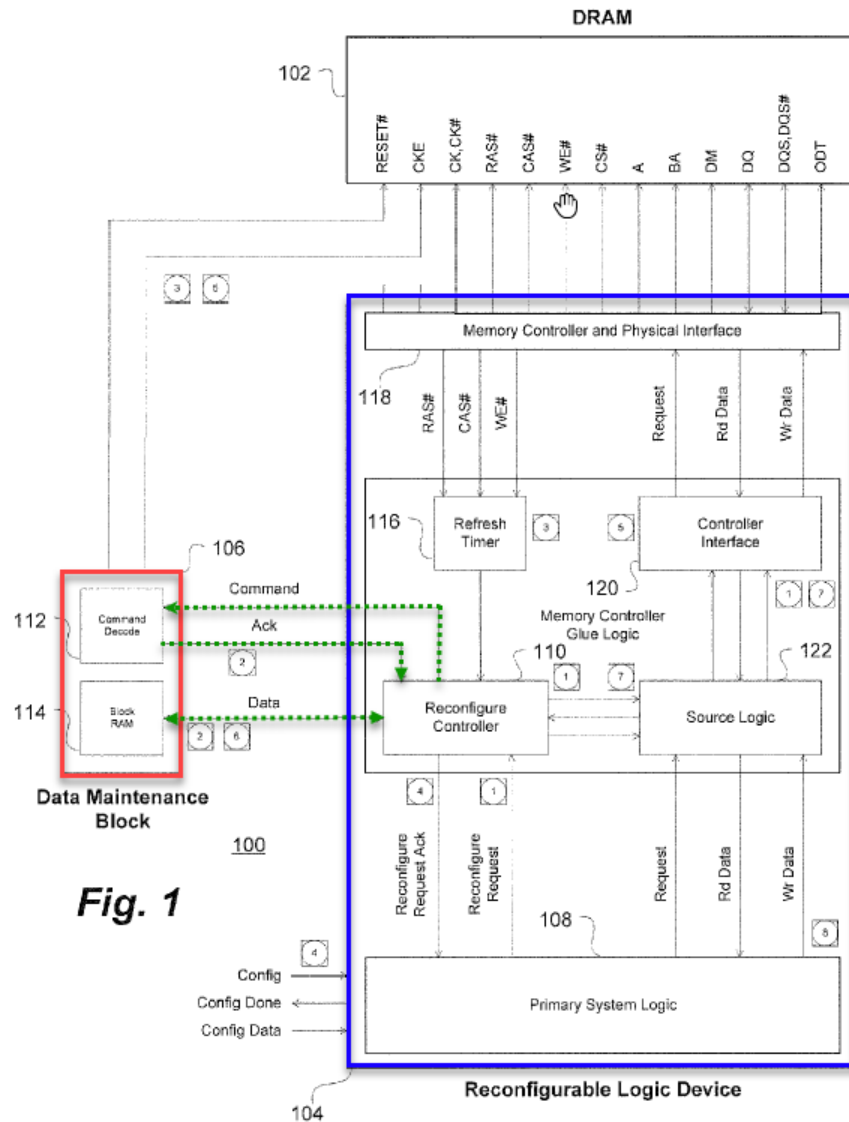 DRAM
102
RESET#
CKE
CK,CK#
RAS#
CAS#
WE#
CS#
A
BA
DM
DQ
DQS,DQS#
ODT
3
Memory Controller and Physical Interface
118
RAS#
CAS#
WE#
Request
Rd Data
Wr Data
106
116
Refresh
Timer
3
5
Controller
Interface
120
1
7
Command
112
Command
Decode
Ack
2
Memory Controller
Glue Logic
110
122
1
7
114
Block
RAM
Data
2
6
Reconfigure
Controller
Source Logic
Data Maintenance
Block
4
1
100
Reconfigure
Request Ack
Reconfigure
Request
Request
Rd Data
Wr Data
Fig. 1
108
8
4
Config
Config Done
Config Data
Primary System Logic
104
Reconfigurable Logic Device